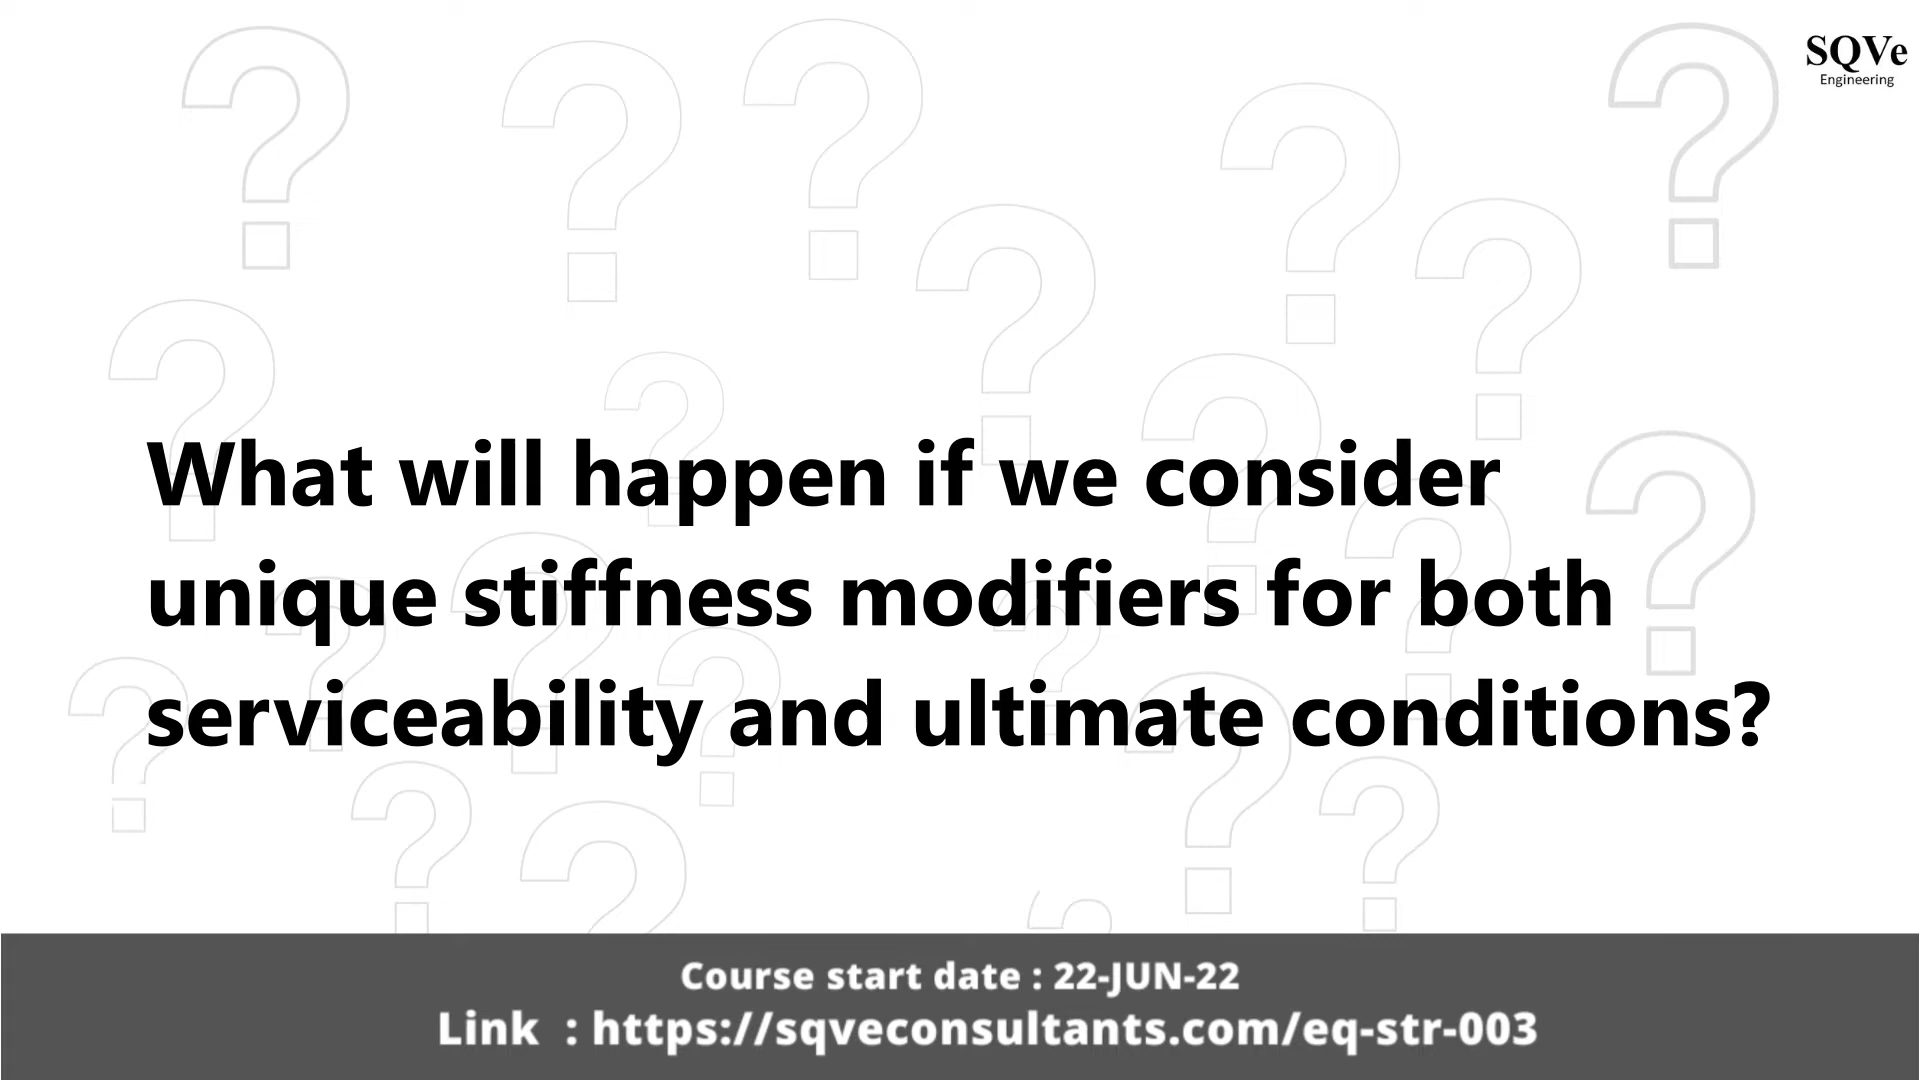 SQVe
Engineering
What will happen if we consider
unique stiffness modifiers for both
serviceability and ultimate conditions?
Course start date : 22-JUN-22
Link : https://sqveconsultants.com/eq-str-003